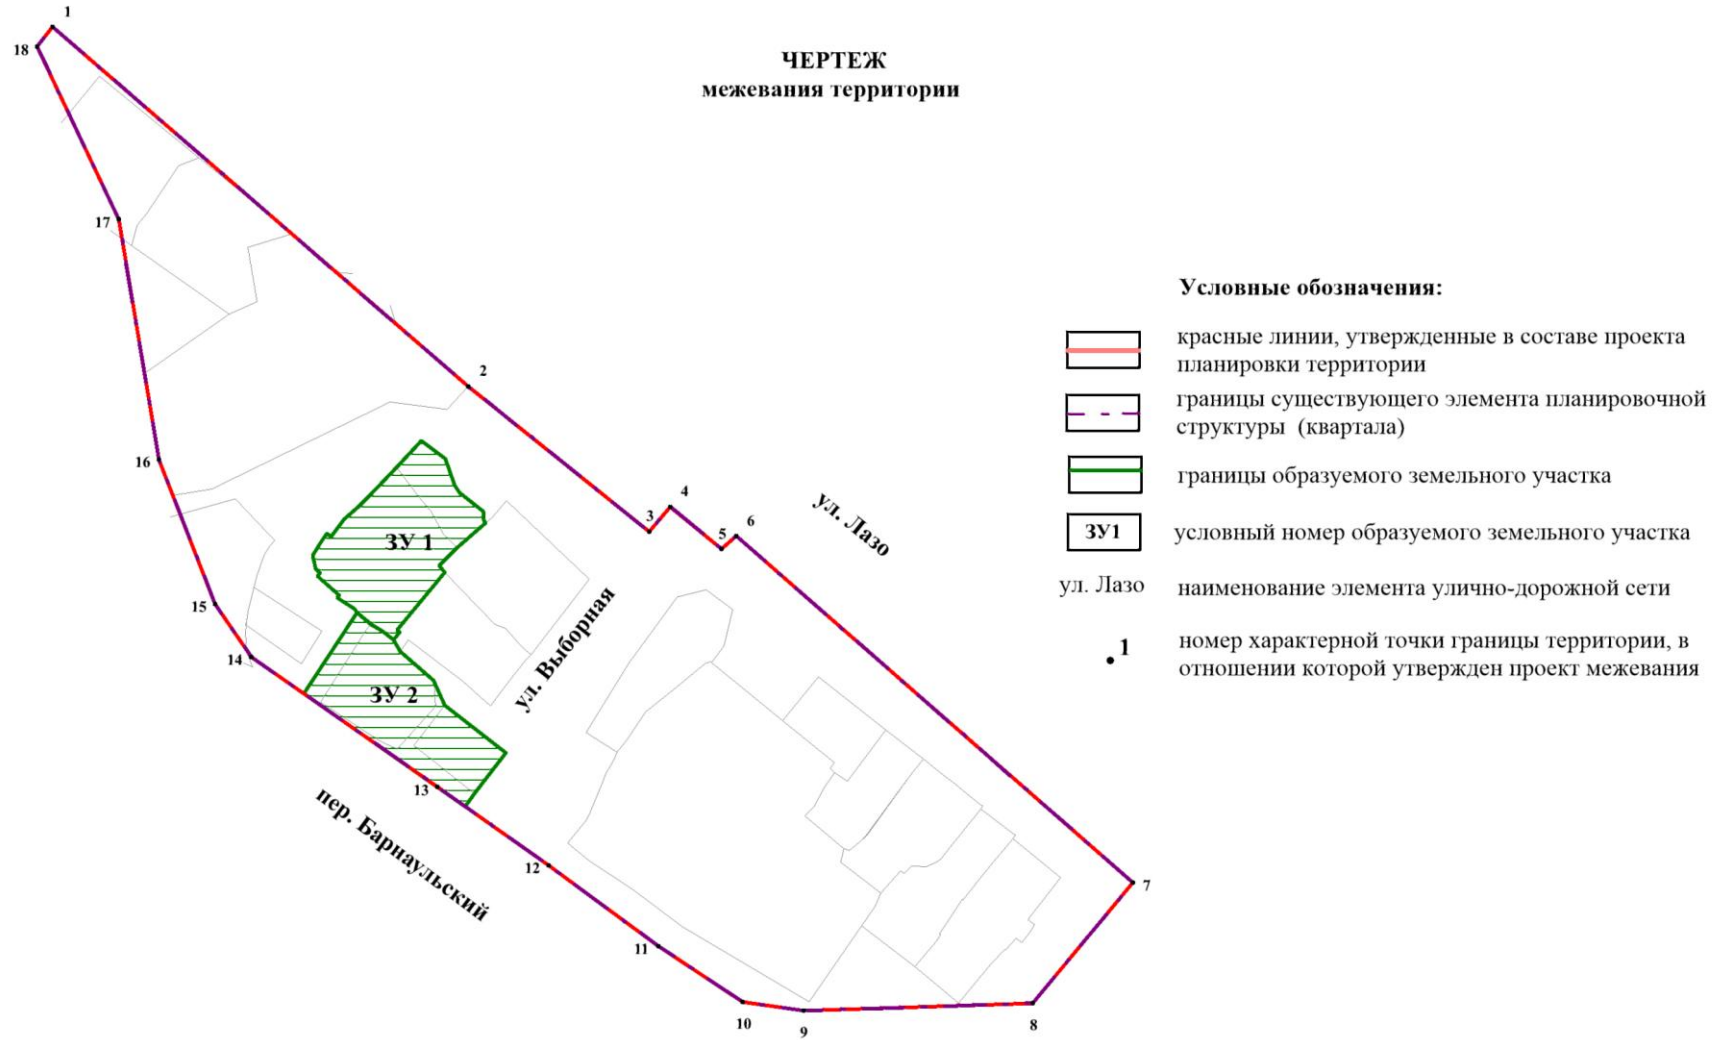 ЧЕРТЕЖ
межевания территории
1
18
17
2
16
3
4
5
6
ул. Лазо
ЗУ 1
15
14
ул. Выборная
ЗУ 2
13
пер. Барнаульский
12
7
11
10
9
8
Условные обозначения:
красные линии, утвержденные в составе проекта
планировки территории
границы существующего элемента планировочной
структуры (квартала)
границы образуемого земельного участка
ЗУ1 условный номер образуемого земельного участка
ул. Лазо наименование элемента улично-дорожной сети
1 номер характерной точки границы территории, в
отношении которой утвержден проект межевания